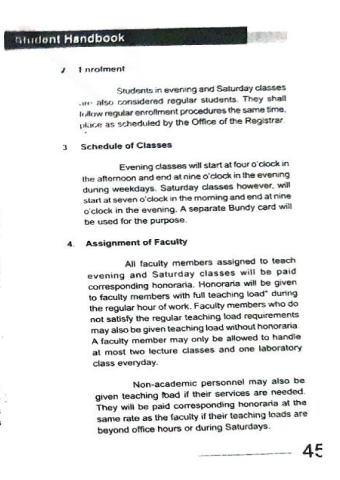 Student Handbook
2 Enrolment
Students in evening and Saturday classes
are also considered regular students. They shall
follow regular enrollment procedures the same time,
place as scheduled by the Office of the Registrar.
3 Schedule of Classes
Evening classes will start at four o'clock in
the afternoon and end at nine o'clock in the evening
during weekdays. Saturday classes however, will
start at seven o'clock in the morning and end at nine
o'clock in the evening. A separate Bundy card will
be used for the purpose.
4. Assignment of Faculty
All faculty members assigned to teach
evening and Saturday classes will be paid
corresponding honoraria. Honoraria will be given
to faculty members with full teaching load" during
the regular hour of work. Faculty members who do
not satisfy the regular teaching load requirements
may also be given teaching load without honoraria
A faculty member may only be allowed to handle
at most two lecture classes and one laboratory
class everyday.
Non-academic personnel may also be
given teaching load if their services are needed.
They will be paid corresponding honoraria at the
same rate as the faculty if their teaching loads are
beyond office hours or during Saturdays.
45